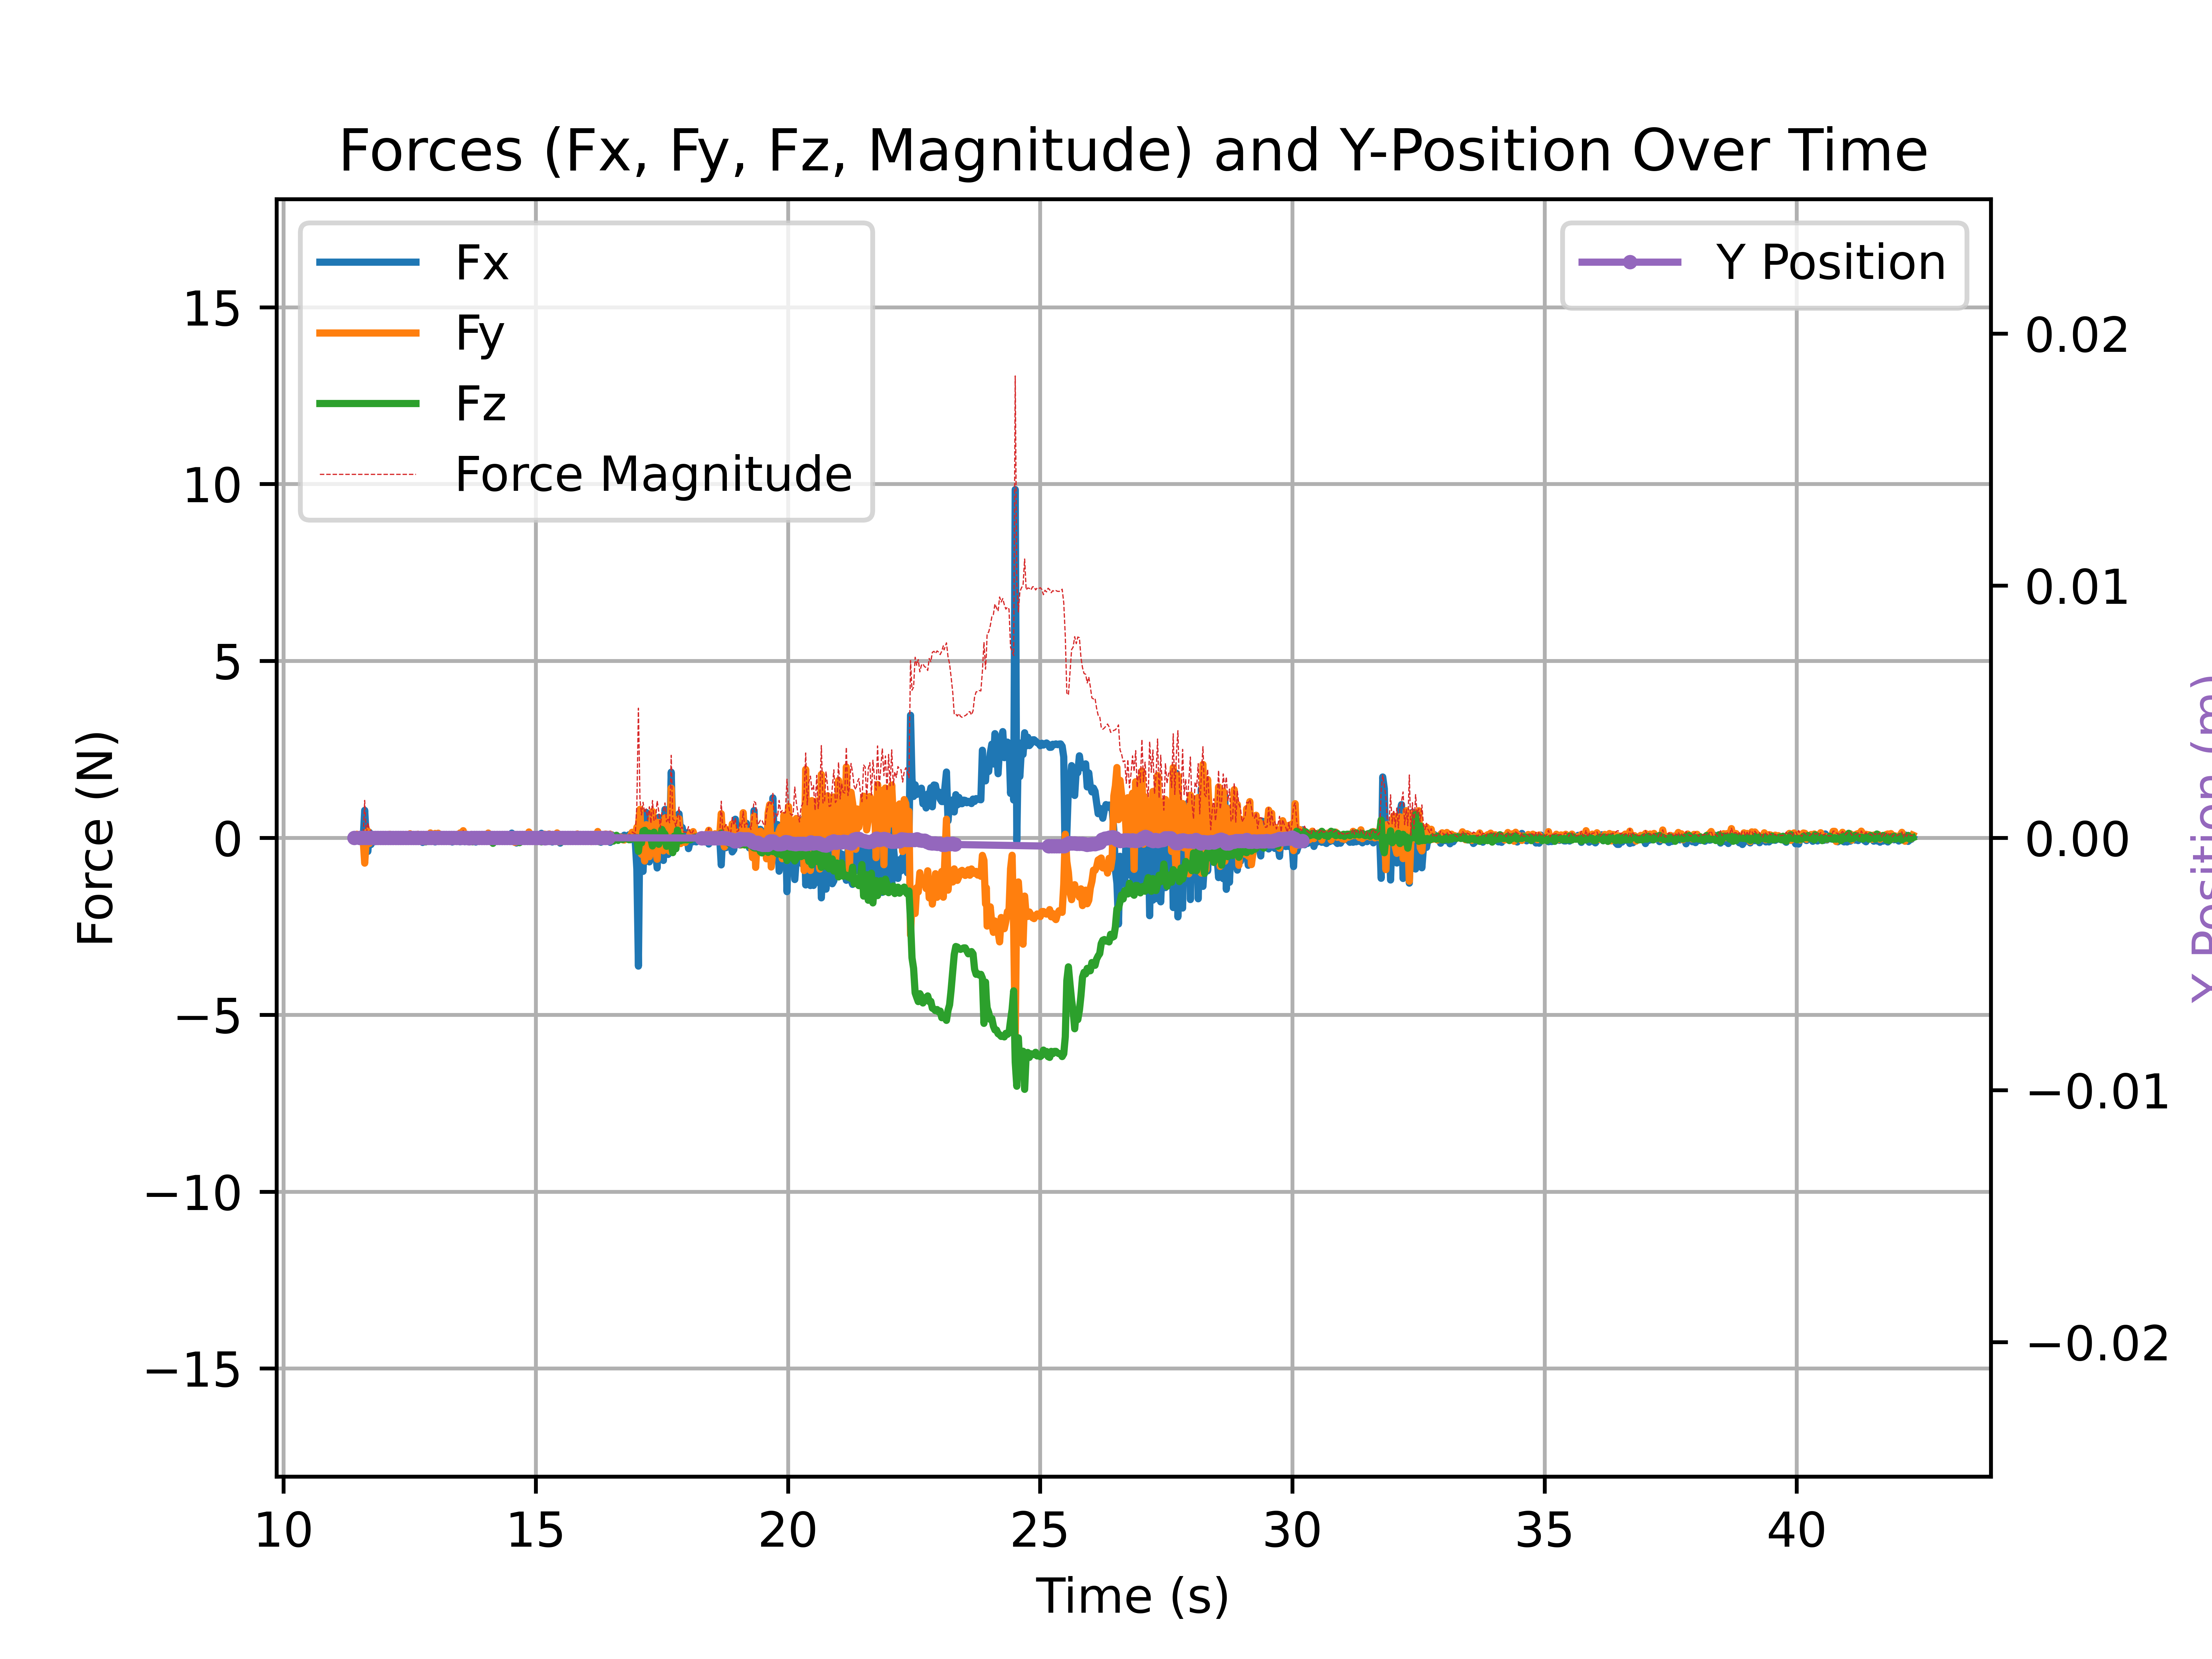 Forces (Fx, Fy, Fz, Magnitude) and Y-Position Over Time
Fx
Fy
Fz
Force Magnitude
Y Position
15
10
5
0
−5
−10
−15
Force (N)
0.02
0.01
0.00
−0.01
−0.02
Y Position (m)
10 15 20 25 30 35 40
Time (s)